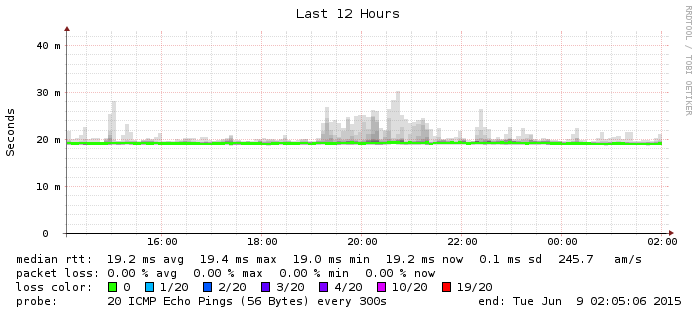 Last 12 Hours
RRDTOOL / TOBI OETIKER
Seconds
40 m
30 m
20 m
10 m
0
16:00 18:00 20:00 22:00 00:00 02:00
median rtt: 19.2 ms avg 19.4 ms max 19.0 ms min 19.2 ms now 0.1 ms sd 245.7 am/s
packet loss: 0.00 % avg 0.00 % max 0.00 % min 0.00 % now
loss color: 0 1/20 2/20 3/20 4/20 10/20 19/20
probe: 20 ICMP Echo Pings (56 Bytes) every 300s end: Tue Jun 9 02:05:06 2015